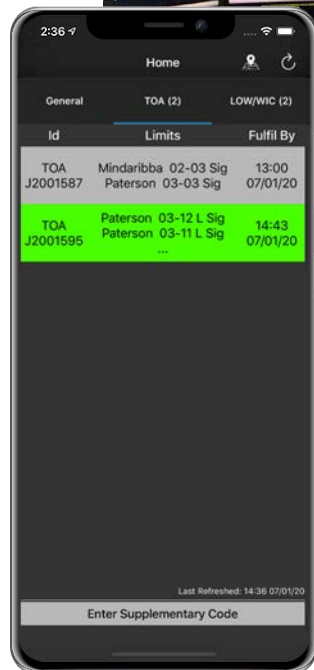 2:36
Home
General TOA (2) LOW/WIC (2)
Id Limits Fulfil By
TOA J2001587 Mindaribba 02-03 Sig Paterson 03-03 Sig 13:00 07/01/20
TOA J2001595 Paterson 03-12 L Sig Paterson 03-11 L Sig ... 14:43 07/01/20
Last Refreshed: 14:36 07/01/20
Enter Supplementary Code